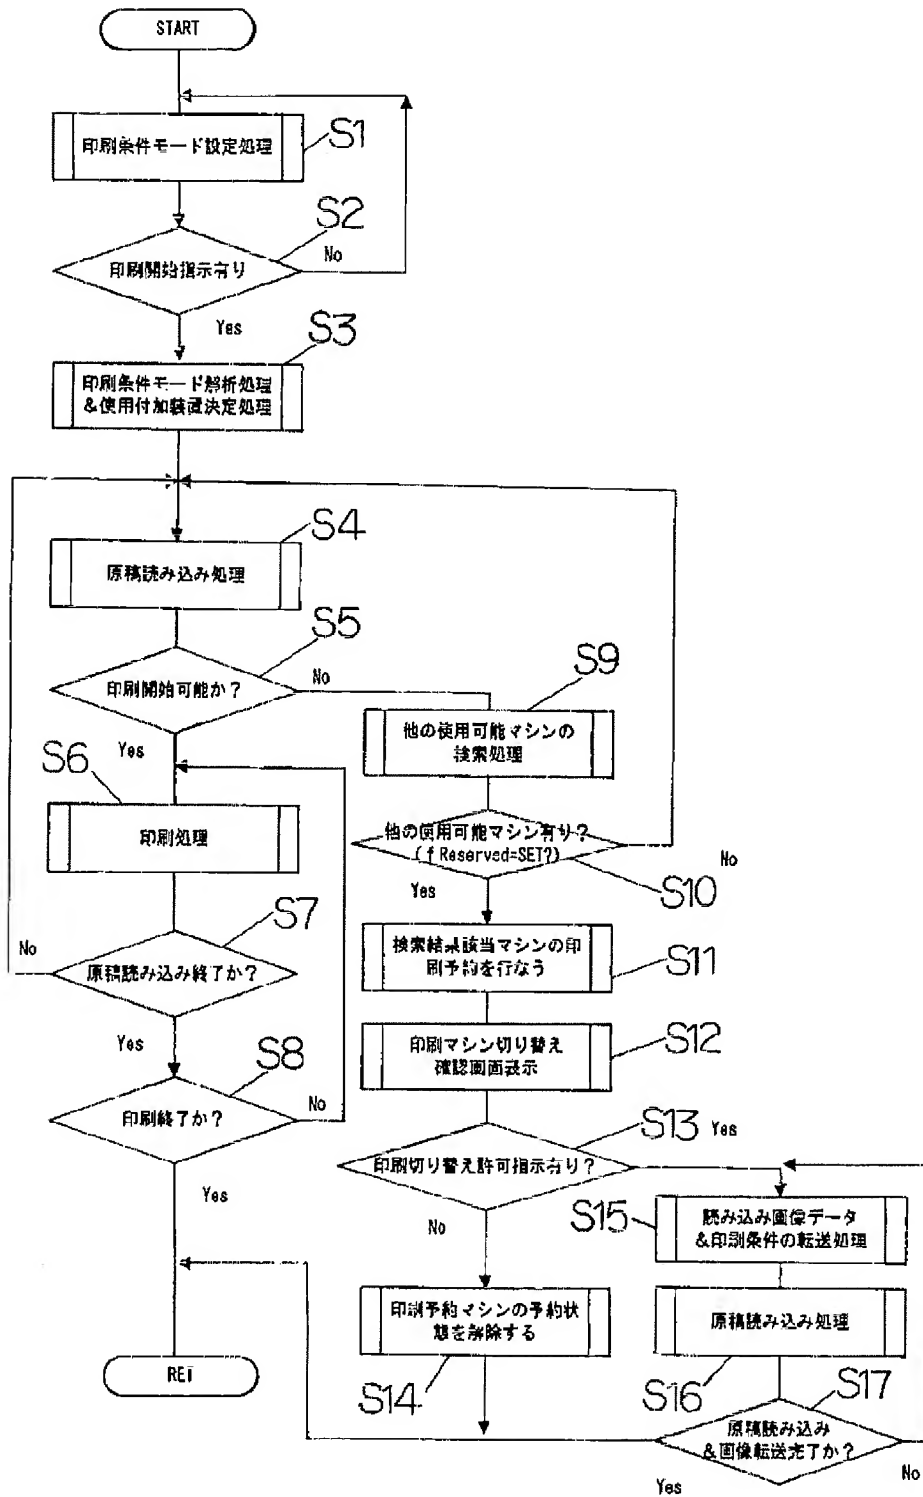 START
印刷条件モード設定処理
S1
S2
印刷開始指示有り
No
Yes
S3
印刷条件モード解析処理
&使用付加装置決定処理
S4
原稿読み込み処理
S5
印刷開始可能か?
No
Yes
S6
印刷処理
S7
原稿読み込み終了か?
No
Yes
S8
印刷終了か?
No
Yes
RET
S9
他の使用可能マシンの
検索処理
他の使用可能マシン有り?
(f Reserved=SET?)
S10
No
Yes
検索結果該当マシンの印
刷予約を行なう
S11
印刷マシン切り替え
確認画面表示
S12
S13
Yes
印刷切り替え許可指示有り?
No
印刷予約マシンの予約状
態を解除する
S14
S15
読み込み画像データ
&印刷条件の転送処理
原稿読み込み処理
S16
S17
原稿読み込み
&画像転送完了か?
No
Yes